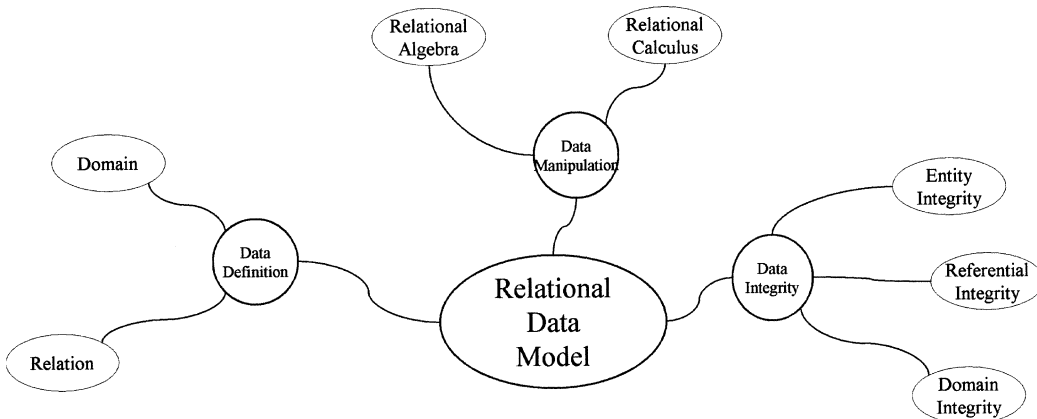 Relational
Algebra
Relational
Calculus
Data
Manipulation
Domain
Data
Definition
Relation
Relational
Data
Model
Data
Integrity
Entity
Integrity
Referential
Integrity
Domain
Integrity